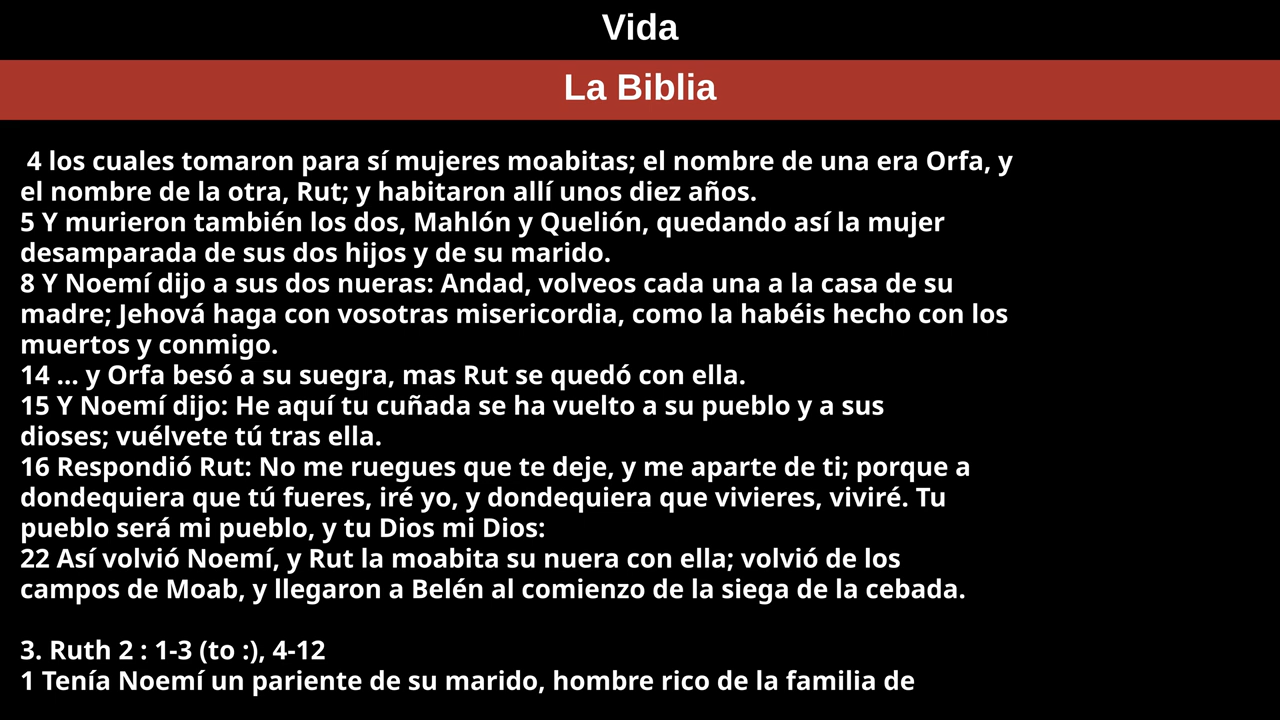 Vida
La Biblia
4 los cuales tomaron para sí mujeres moabitas; el nombre de una era Orfa, y
el nombre de la otra, Rut; y habitaron allí unos diez años.
5 Y murieron también los dos, Mahlón y Quelión, quedando así la mujer
desamparada de sus dos hijos y de su marido.
8 Y Noemí dijo a sus dos nueras: Andad, volveos cada una a la casa de su
madre; Jehová haga con vosotras misericordia, como la habéis hecho con los
muertos y conmigo.
14 ... y Orfa besó a su suegra, mas Rut se quedó con ella.
15 Y Noemí dijo: He aquí tu cuñada se ha vuelto a su pueblo y a sus
dioses; vuélvete tú tras ella.
16 Respondió Rut: No me ruegues que te deje, y me aparte de ti; porque a
dondequiera que tú fueres, iré yo, y dondequiera que vivieres, viviré. Tu
pueblo será mi pueblo, y tu Dios mi Dios:
22 Así volvió Noemí, y Rut la moabita su nuera con ella; volvió de los
campos de Moab, y llegaron a Belén al comienzo de la siega de la cebada.
3. Ruth 2 : 1-3 (to :), 4-12
1 Tenía Noemí un pariente de su marido, hombre rico de la familia de